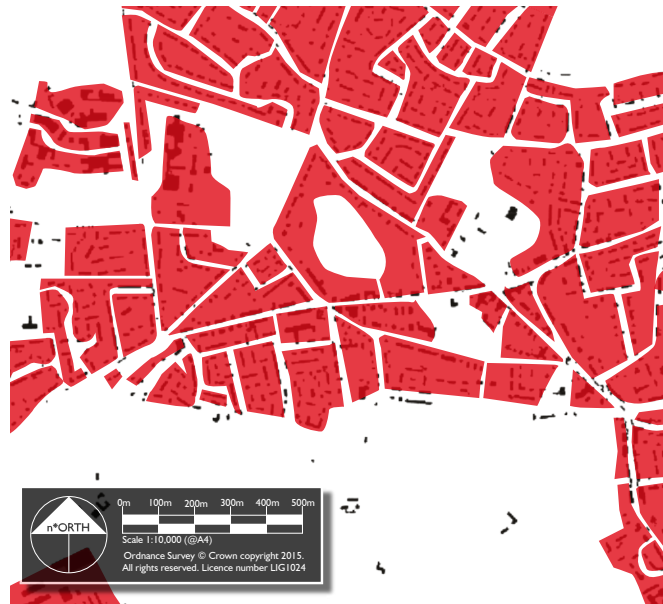 0m 100m 200m 300m 400m 500m
n*ORTH
Scale 1:10,000 (@A4)
Ordnance Survey © Crown copyright 2015.
All rights reserved. Licence number LIG1024